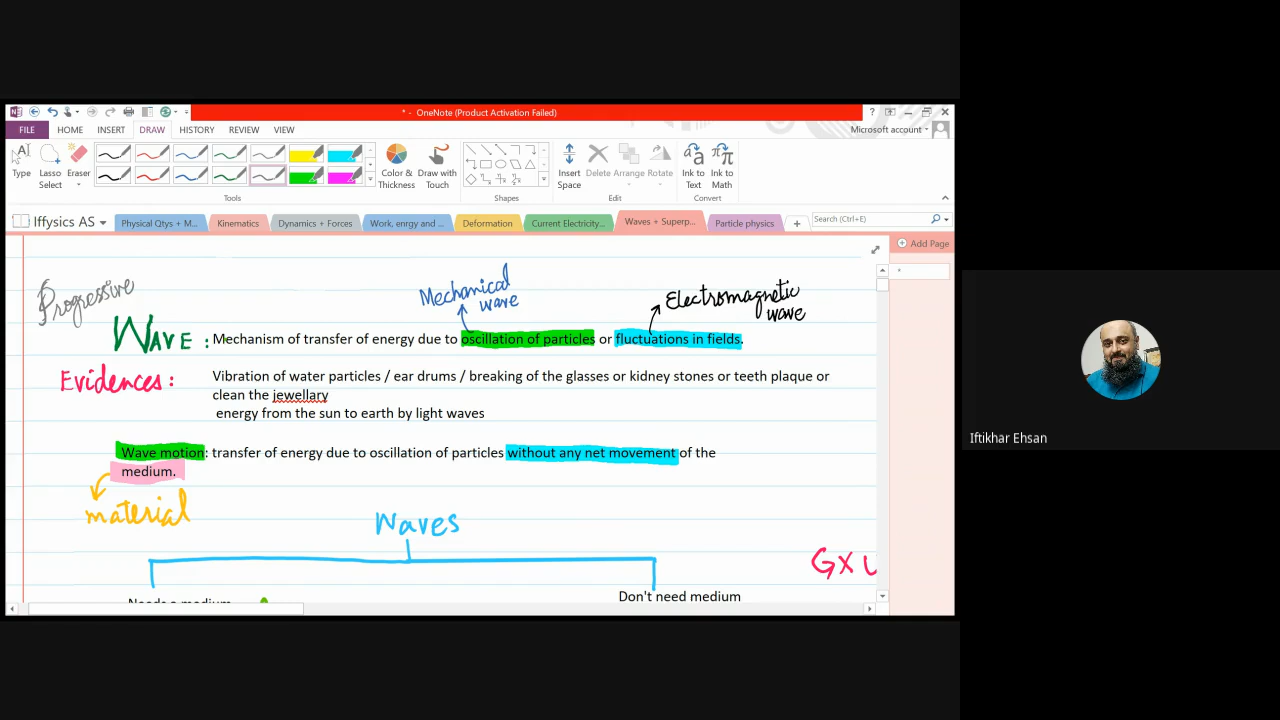 * - OneNote (Product Activation Failed)
FILE HOME INSERT DRAW HISTORY REVIEW VIEW
Microsoft account
Type
Lasso Select
Eraser
Color & Thickness
Draw with Touch
Insert Space
Delete
Arrange
Rotate
Ink to Text
Ink to Math
Tools
Shapes
Edit
Convert
Iffysics AS
Physical Qtys + M...
Kinematics
Dynamics + Forces
Work, enrgy and ...
Deformation
Current Electricity...
Waves + Superp...
Particle physics
Search (Ctrl+E)
Add Page
Progressive
Mechanical wave
Electromagnetic wave
WAVE : Mechanism of transfer of energy due to oscillation of particles or fluctuations in fields.
Evidences : Vibration of water particles / ear drums / breaking of the glasses or kidney stones or teeth plaque or
clean the jewellary
energy from the sun to earth by light waves
Wave motion: transfer of energy due to oscillation of particles without any net movement of the
medium.
material
Waves
GX
Needs a medium
Don't need medium
Iftikhar Ehsan